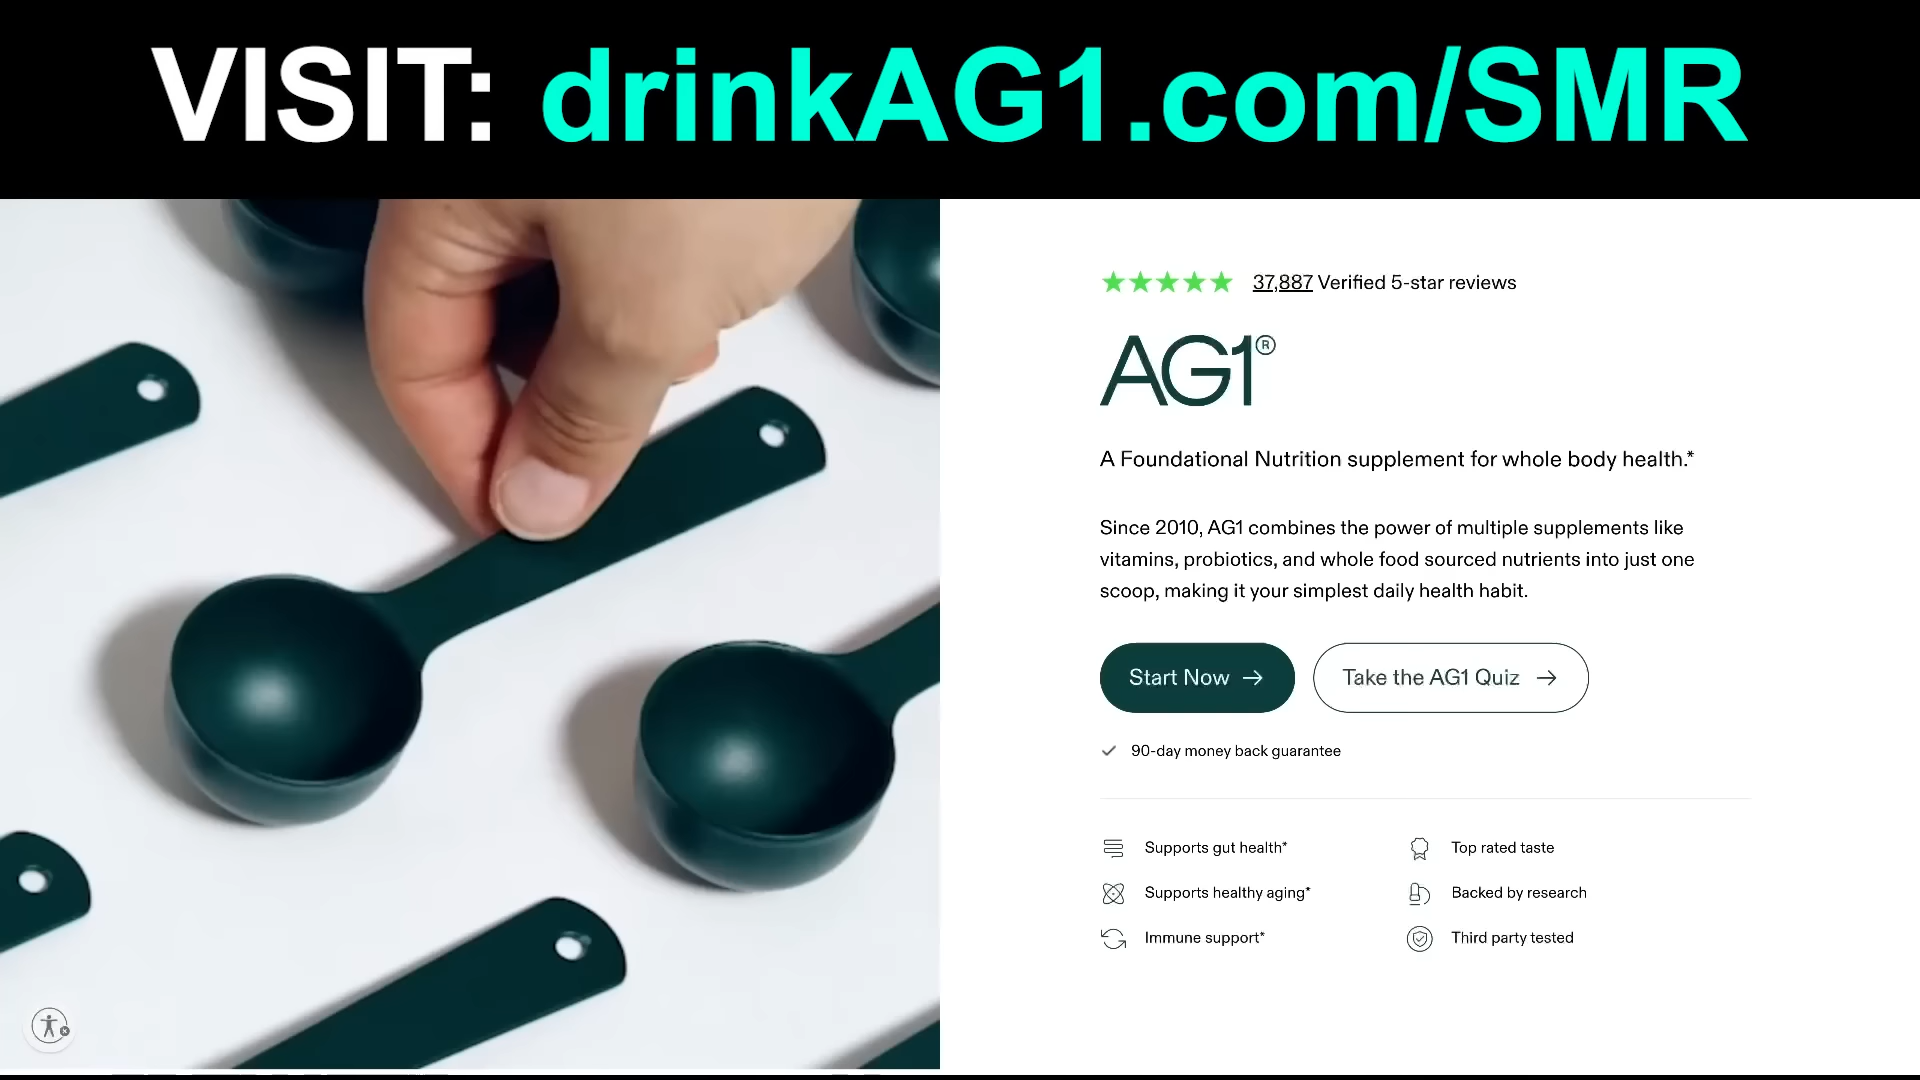 VISIT: drinkAG1.com/SMR
37,887 Verified 5-star reviews
AG1®
A Foundational Nutrition supplement for whole body health.*
Since 2010, AG1 combines the power of multiple supplements like
vitamins, probiotics, and whole food sourced nutrients into just one
scoop, making it your simplest daily health habit.
Start Now →
Take the AG1 Quiz →
90-day money back guarantee
Supports gut health*
Top rated taste
Supports healthy aging*
Backed by research
Immune support*
Third party tested